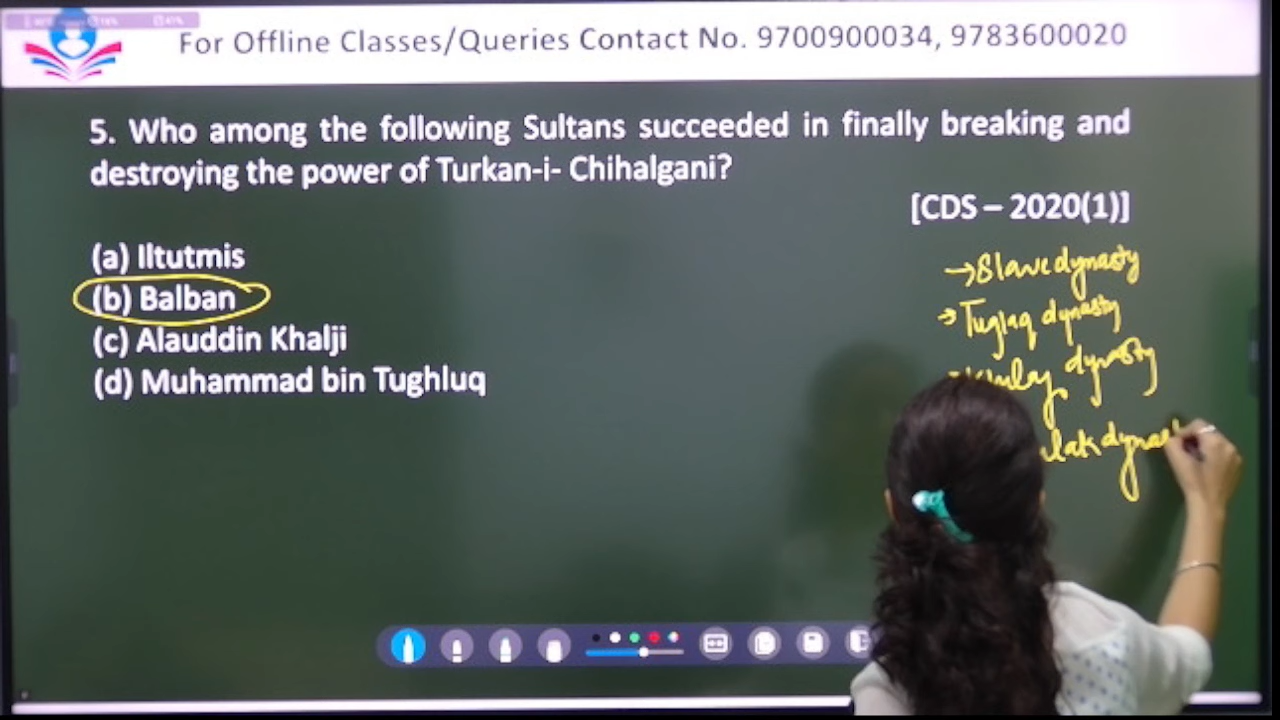 For Offline Classes/Queries Contact No. 9700900034, 9783600020
5. Who among the following Sultans succeeded in finally breaking and
destroying the power of Turkan-i- Chihalgani?
[CDS – 2020(1)]
(a) Iltutmis
(b) Balban
(c) Alauddin Khalji
(d) Muhammad bin Tughluq
→ Slave dynasty
→ Tuglaq dynasty
dynasty